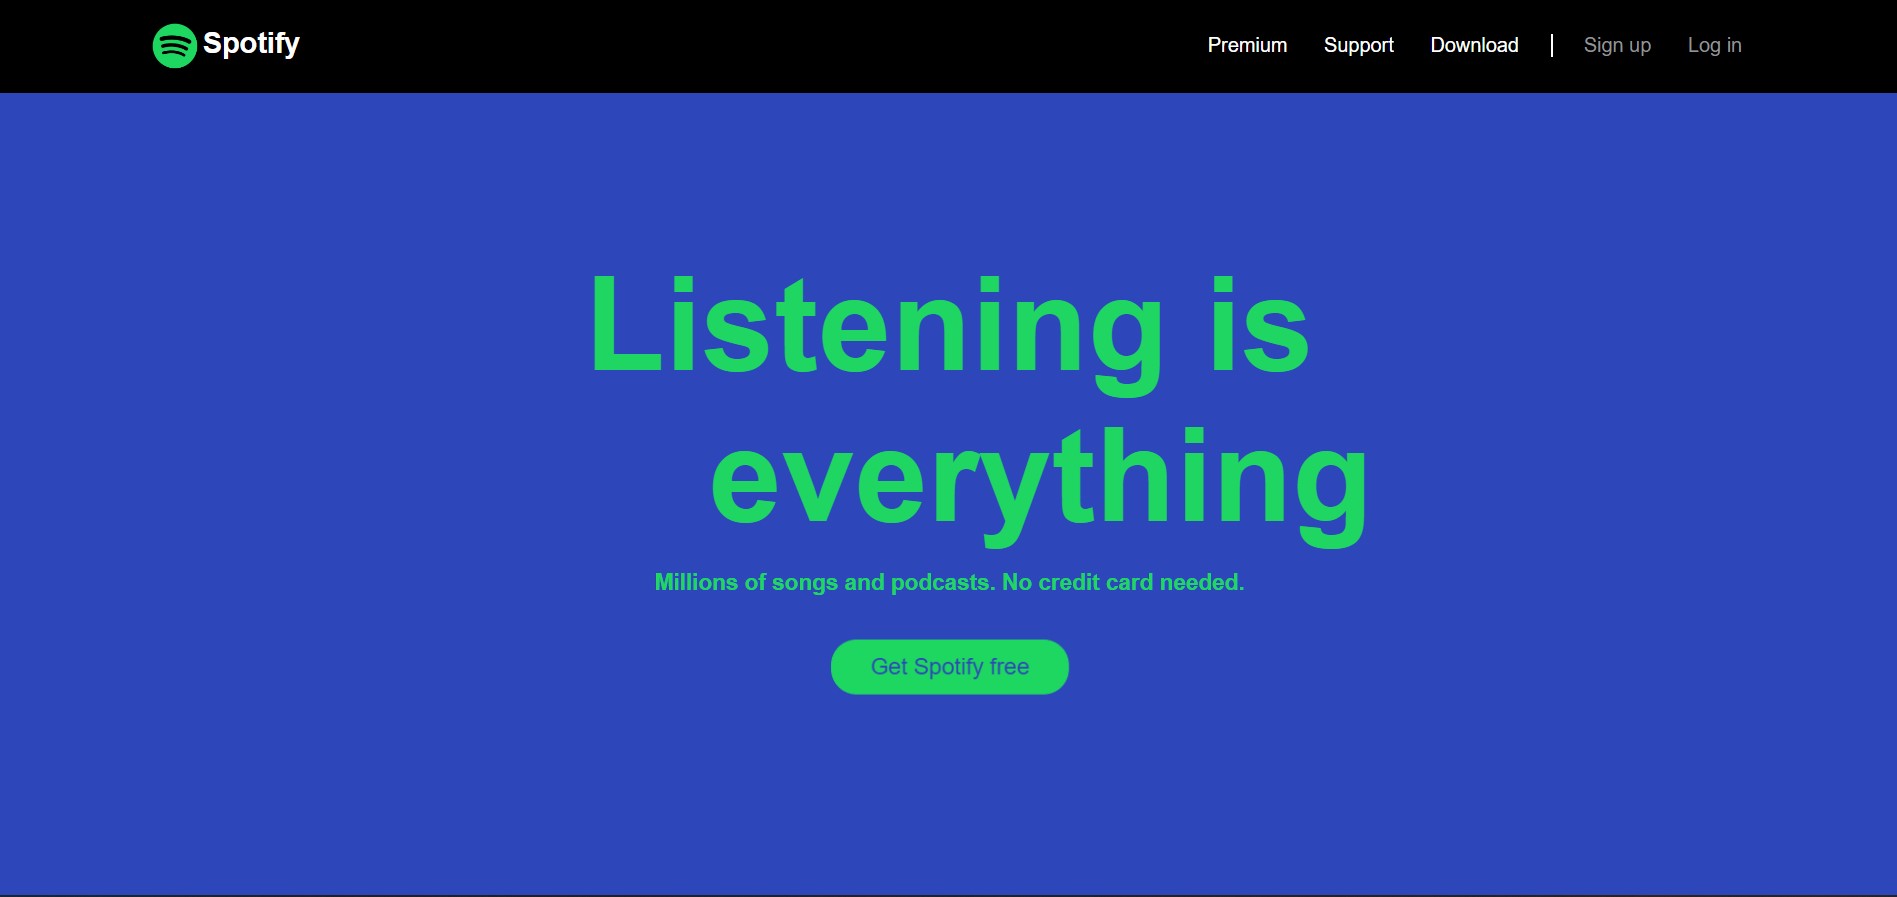 Spotify
Premium Support Download | Sign up Log in
Listening is
everything
Millions of songs and podcasts. No credit card needed.
Get Spotify free